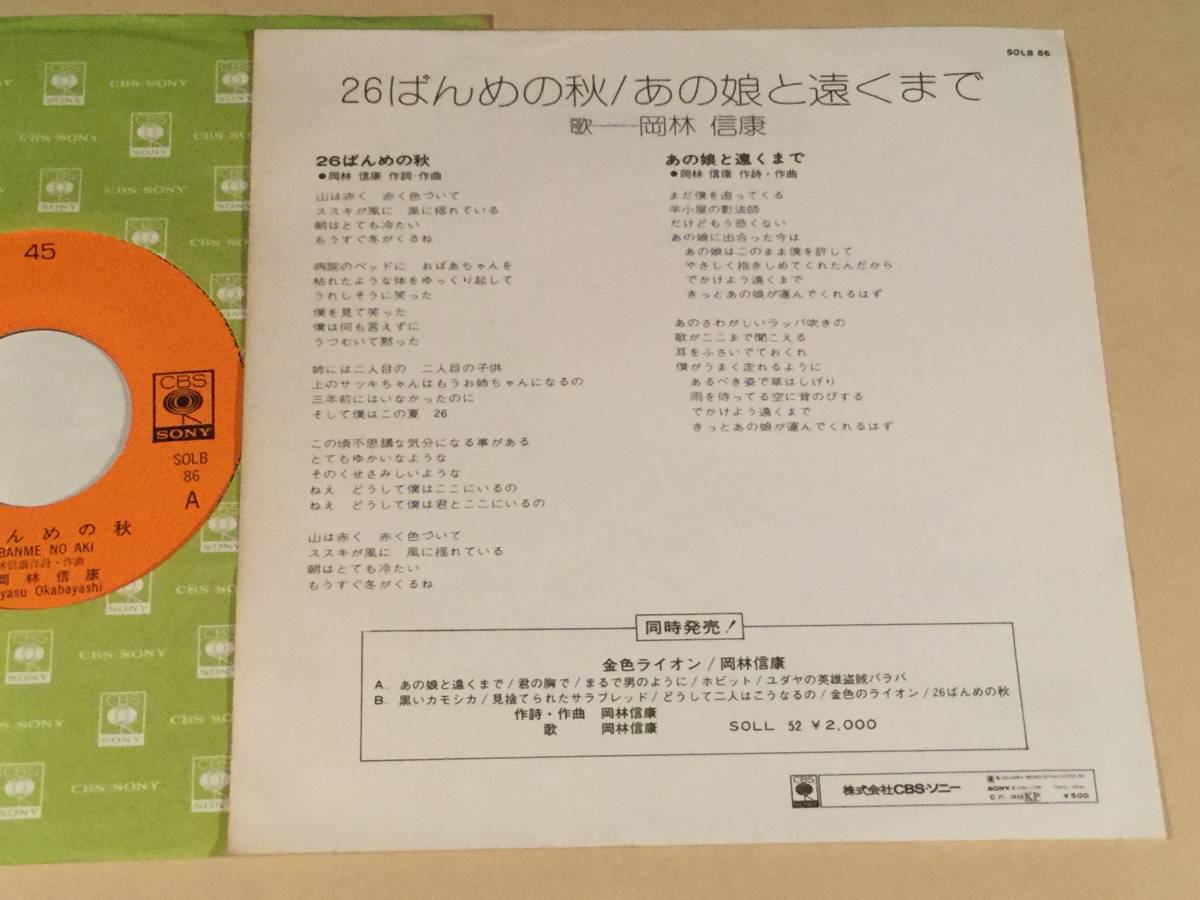 SOLB 86
26ばんめの秋/あの娘と遠くまで
歌——岡林 信康
26ばんめの秋
●岡林 信康 作詞・作曲
山は赤く 赤く色づいて
ススキが風に 風に揺れている
朝はとても冷たい
もうすぐ冬がくるね
病院のベッドに おばあちゃんを
枯れたような体をゆっくり起して
うれしそうに笑った
僕を見て笑った
僕は何も言えずに
うつむいて黙った
姉には二人目の 二人目の子供
上のサツキちゃんはもうお姉ちゃんになるの
三年前にはいなかったのに
そして僕はこの夏 26
この頃不思議な気分になる事がある
とてもゆかいなような
そのくせさみしいような
ねえ どうして僕はここにいるの
ねえ どうして僕は君とここにいるの
山は赤く 赤く色づいて
ススキが風に 風に揺れている
朝はとても冷たい
もうすぐ冬がくるね
あの娘と遠くまで
●岡林 信康 作詩・作曲
まだ僕を追ってくる
羊小屋の影法師
だけどもう恐くない
あの娘に出合った今は
あの娘はこのまま僕を許して
やさしく抱きしめてくれたんだから
でかけよう遠くまで
きっとあの娘が運んでくれるはず
あのさわがしいラッパ吹きの
歌がここまで聞こえる
耳をふさいでておくれ
僕がうまく走れるように
あるべき姿で草はしげり
雨を待ってる空に背のびする
でかけよう遠くまで
きっとあの娘が運んでくれるはず
同時発売！
金色ライオン/岡林信康
A. あの娘と遠くまで/君の胸で/まるで男のように/ホビット/ユダヤの英雄盗賊バラバ
B. 黒いカモシカ/見捨てられたサラブレッド/どうして二人はこうなるの/金色のライオン/26ばんめの秋
作詩・作曲 岡林信康
歌 岡林信康
SOLL 52 ¥2,000
CBS
SONY
株式会社CBS・ソニー
¥500
45
CBS
SONY
SOLB
86
A
んめの秋
BANME NO AKI
林信康作詩・作曲
岡林信康
yasu Okabayashi
CBS/SONY